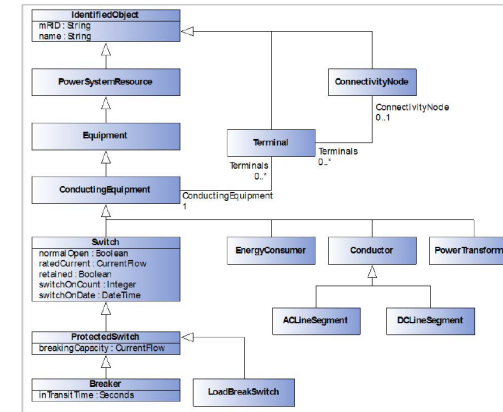 IdentifiedObject
mRID : String
name : String
PowerSystemResource
ConnectivityNode
ConnectivityNode
0..1
Equipment
Terminal
Terminals
0..*
Terminals
0..*
ConductingEquipment
ConductingEquipment
1
Switch
normalOpen : Boolean
ratedCurrent : CurrentFlow
retained : Boolean
switchOnCount : Integer
switchOnDate : DateTime
EnergyConsumer
Conductor
PowerTransform
ACLineSegment
DCLineSegment
ProtectedSwitch
breakingCapacity : CurrentFlow
Breaker
inTransitTime : Seconds
LoadBreakSwitch